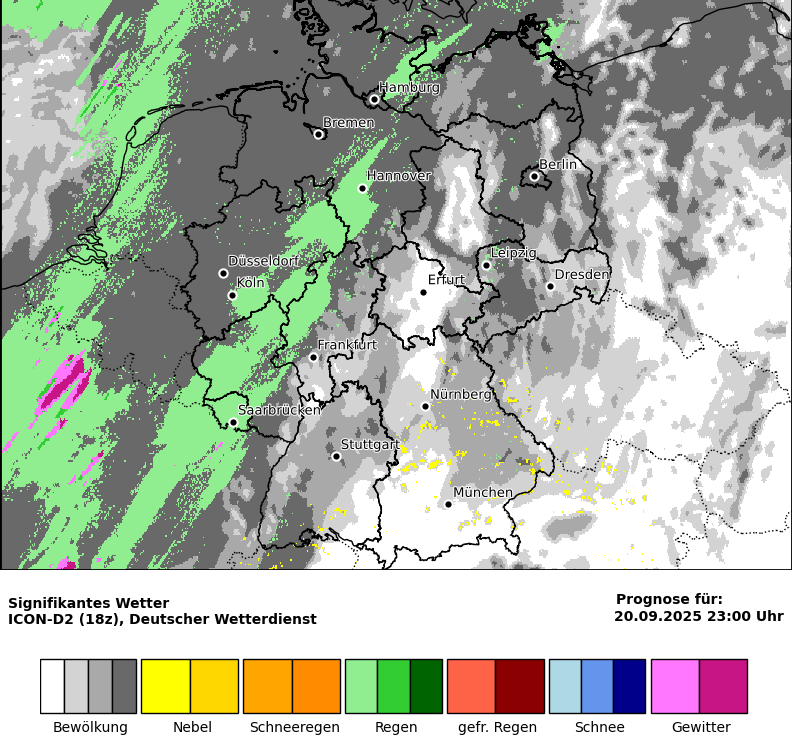 Hamburg
Bremen
Berlin
Hannover
Leipzig
Düsseldorf
Dresden
Köln
Erfurt
Frankfurt
Nürnberg
Saarbrücken
Stuttgart
München
Signifikantes Wetter
ICON-D2 (18z), Deutscher Wetterdienst
Prognose für:
20.09.2025 23:00 Uhr
Bewölkung Nebel Schneeregen Regen gefr. Regen Schnee Gewitter